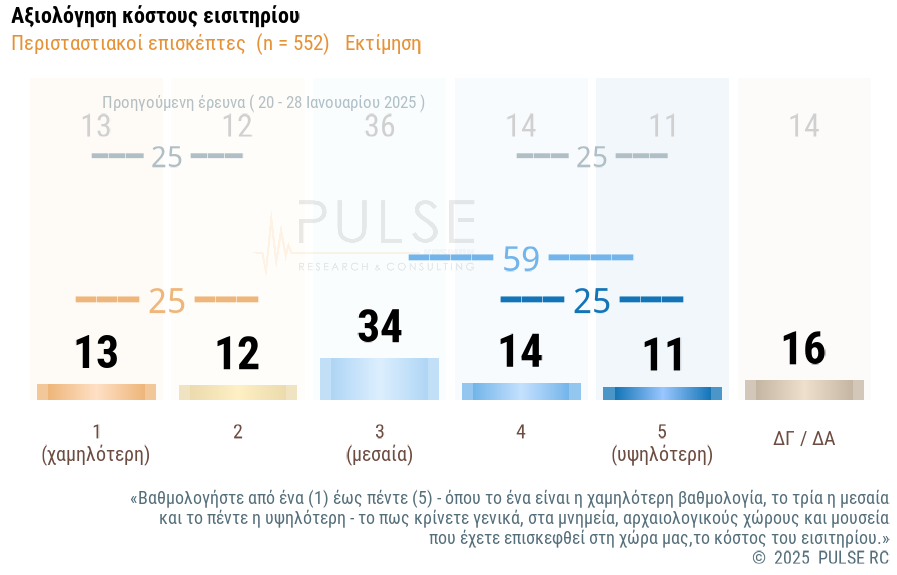 Αξιολόγηση κόστους εισιτηρίου
Περισταστιακοί επισκέπτες (n = 552) Εκτίμηση
Προηγούμενη έρευνα ( 20 - 28 Ιανουαρίου 2025 )
13 12 36 14 11 14
25 25
PULSE
RESEARCH & CONSULTING
59
25 25
13 12 34 14 11 16
1 2 3 4 5 ΔΓ / ΔΑ
(χαμηλότερη) (μεσαία) (υψηλότερη)
«Βαθμολογήστε από ένα (1) έως πέντε (5) - όπου το ένα είναι η χαμηλότερη βαθμολογία, το τρία η μεσαία
και το πέντε η υψηλότερη - το πως κρίνετε γενικά, στα μνημεία, αρχαιολογικούς χώρους και μουσεία
που έχετε επισκεφθεί στη χώρα μας,το κόστος του εισιτηρίου.»
© 2025 PULSE RC